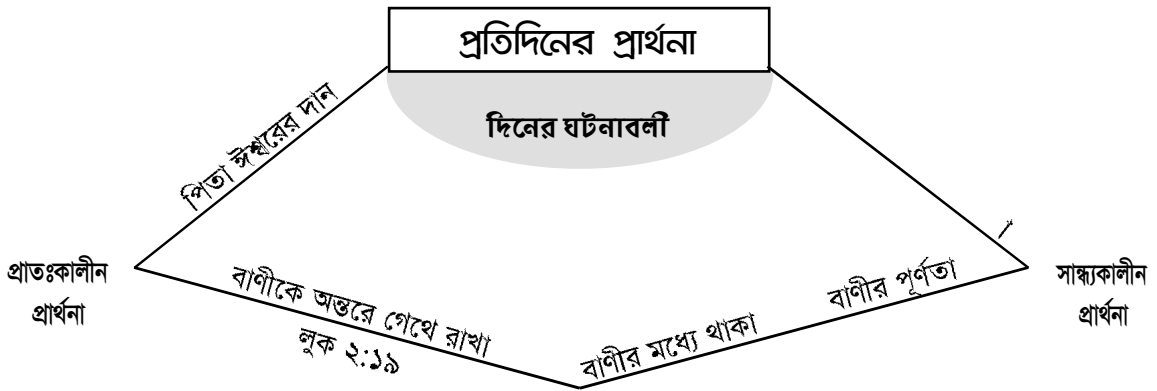 প্রতিদিনের প্রার্থনা
দিনের ঘটনাবলী
পিতা ঈশ্বরের দান
প্রাতঃকালীন
প্রার্থনা
বাণীকে অন্তরে গেথে রাখা
লুক ২:১৯
বাণীর মধ্যে থাকা
বাণীর পূর্ণতা
সান্ধ্যকালীন
প্রার্থনা